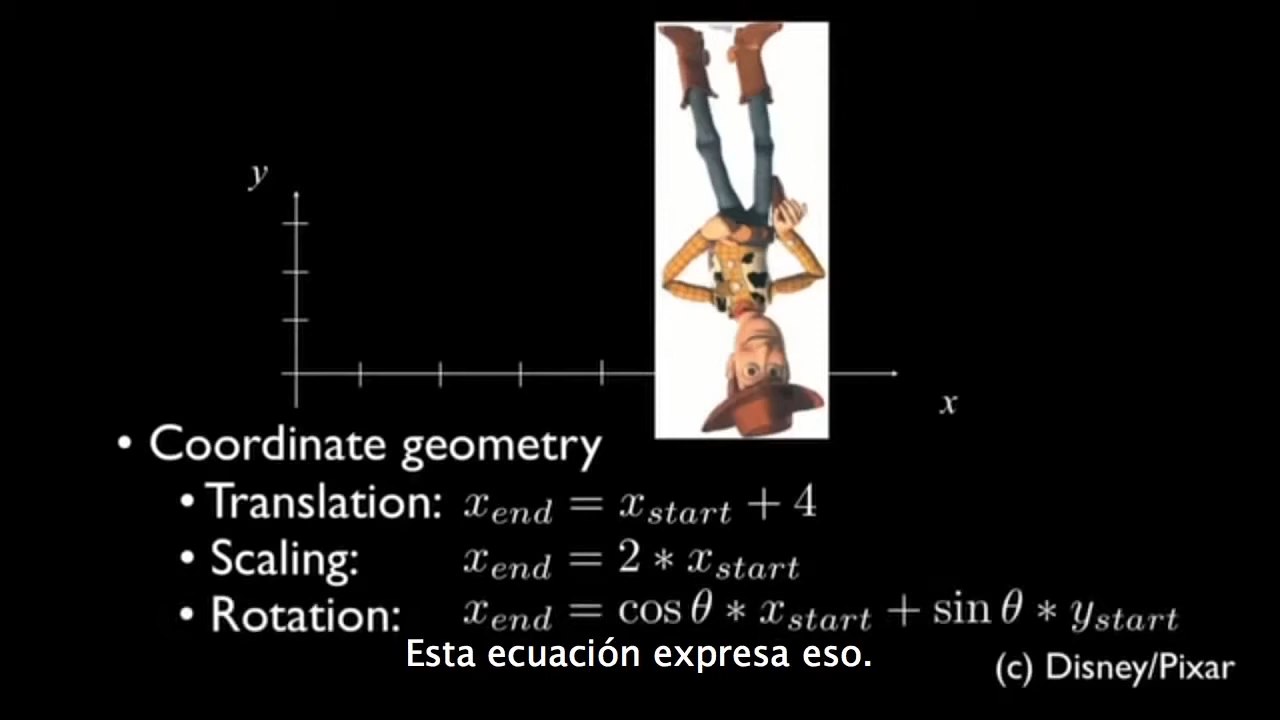 y
x
• Coordinate geometry
• Translation: x_end = x_start + 4
• Scaling: x_end = 2 * x_start
• Rotation: x_end = cos θ * x_start + sin θ * y_start
Esta ecuación expresa eso.
(c) Disney/Pixar